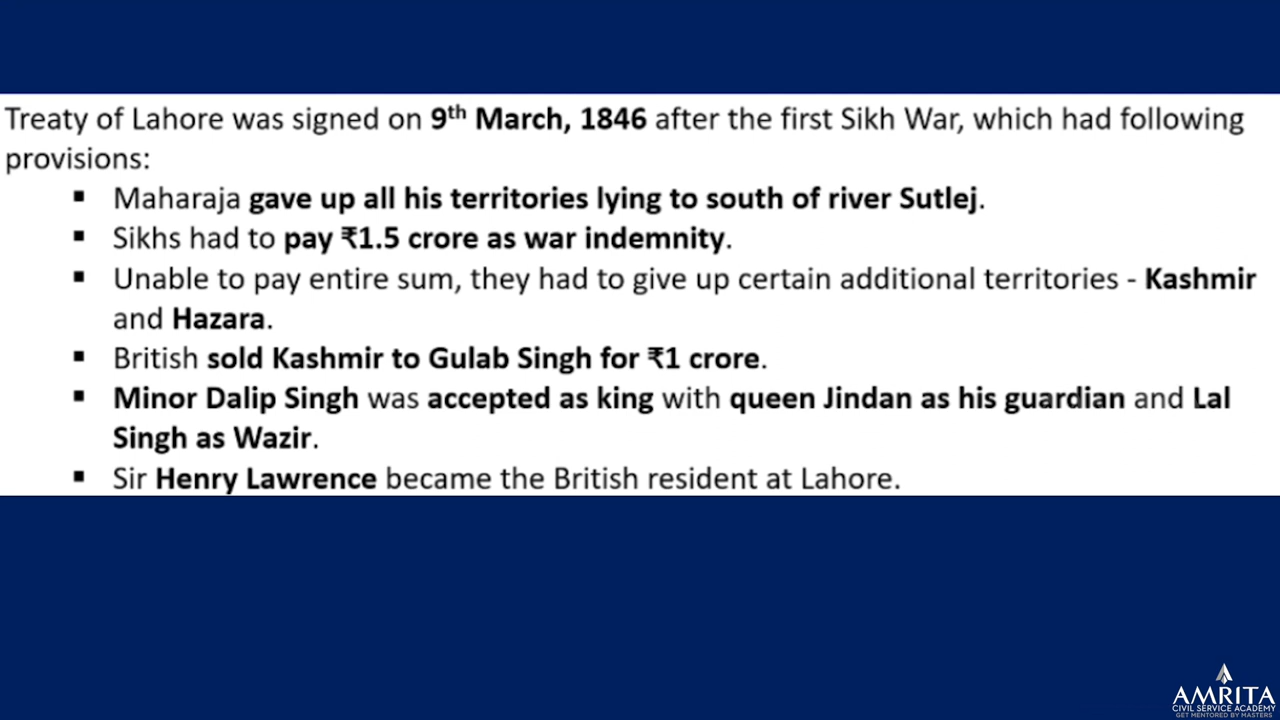 Treaty of Lahore was signed on 9th March, 1846 after the first Sikh War, which had following
provisions:
▪ Maharaja gave up all his territories lying to south of river Sutlej.
▪ Sikhs had to pay ₹1.5 crore as war indemnity.
▪ Unable to pay entire sum, they had to give up certain additional territories - Kashmir
and Hazara.
▪ British sold Kashmir to Gulab Singh for ₹1 crore.
▪ Minor Dalip Singh was accepted as king with queen Jindan as his guardian and Lal
Singh as Wazir.
▪ Sir Henry Lawrence became the British resident at Lahore.
AMRITA
CIVIL SERVICE ACADEMY
GET MENTORED BY MASTERS